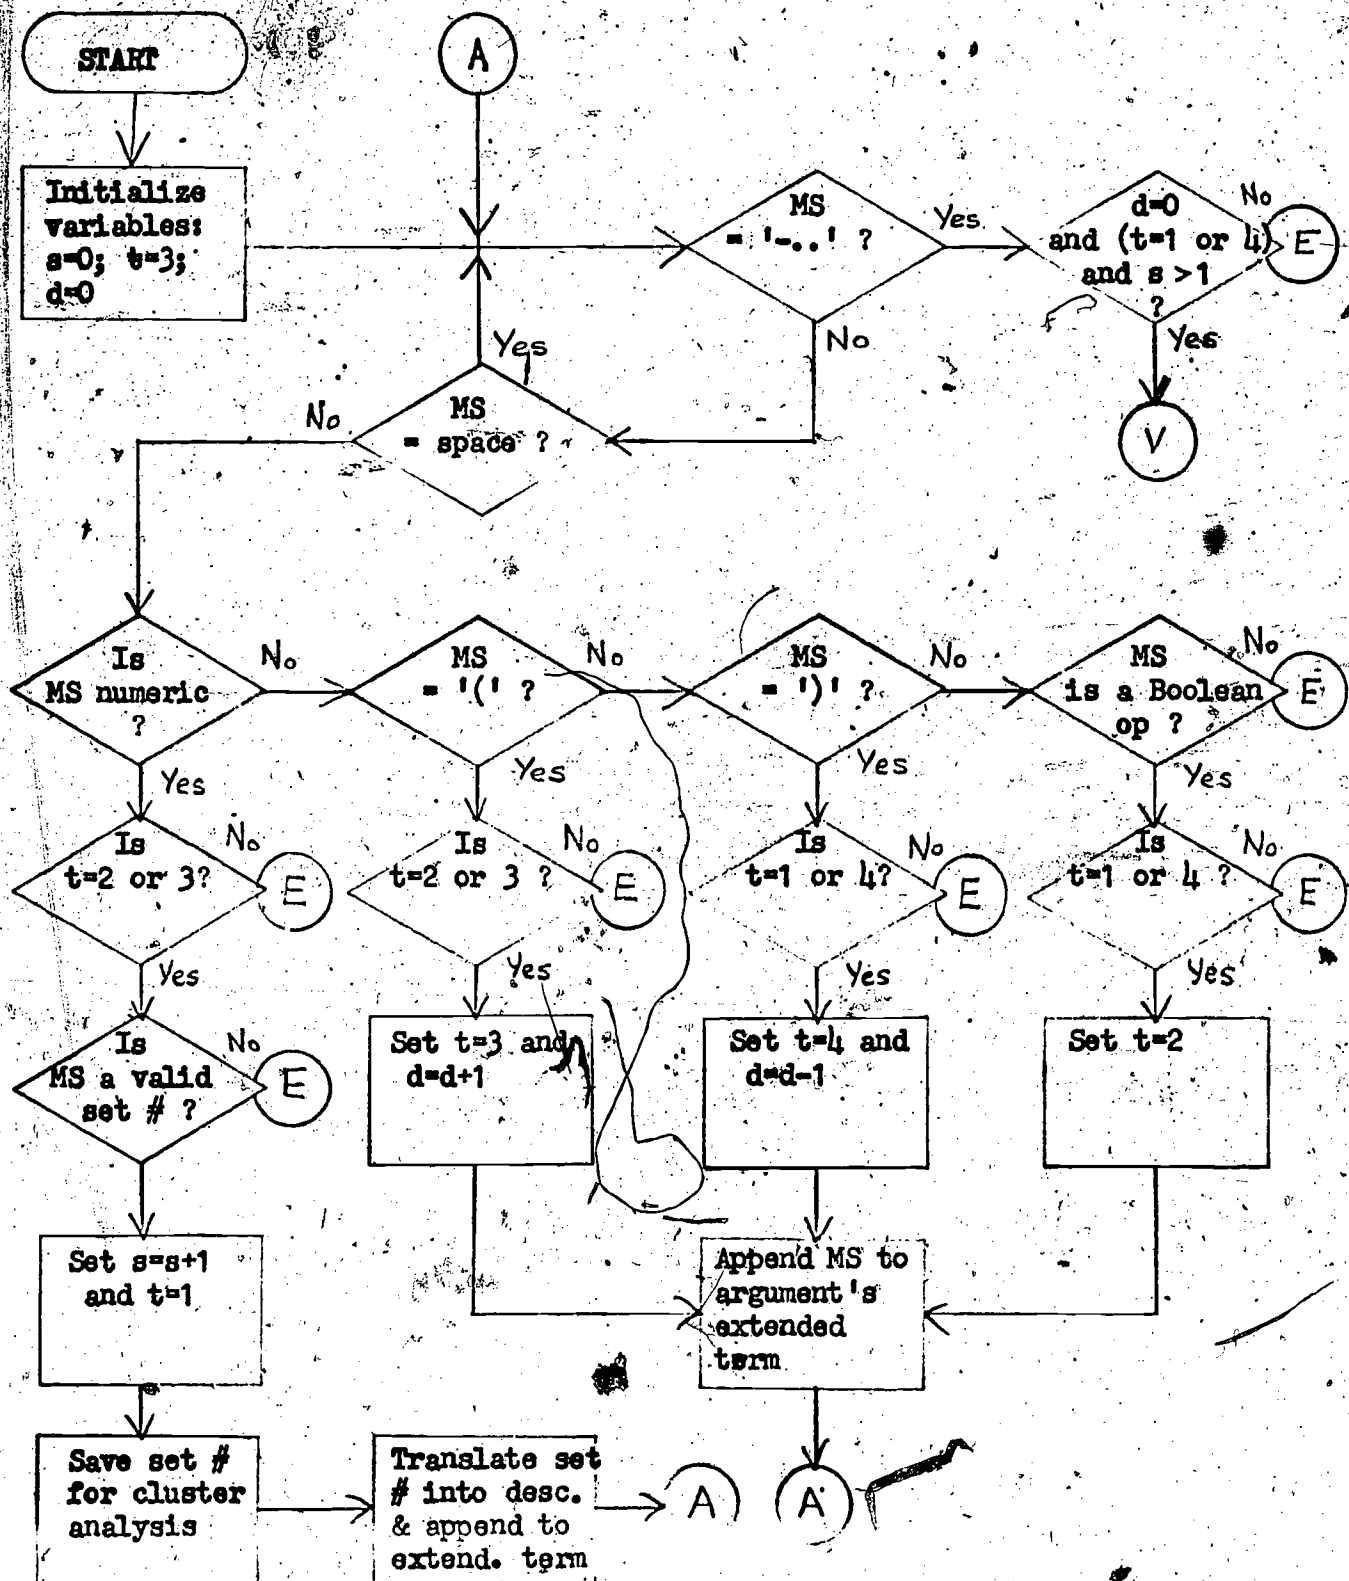 START
A
Initialize
variables:
s=0; t=3;
d=0
MS
= '-..' ?
Yes
No
d=0
and (t=1 or 4)
and s > 1
?
No
E
Yes
V
MS
= space ?
Yes
No
Is
MS numeric
?
No
Yes
MS
= '(' ?
No
Yes
MS
= ')' ?
No
Yes
MS
is a Boolean
op ?
No
E
Yes
Is
t=2 or 3?
No
E
Yes
Is
t=2 or 3 ?
No
E
Yes
Is
t=1 or 4?
No
E
Yes
Is
t=1 or 4 ?
No
E
Yes
Is
MS a valid
set # ?
No
E
Set t=3 and
d=d+1
Set t=4 and
d=d-1
Set t=2
Set s=s+1
and t=1
Append MS to
argument's
extended
term
Save set #
for cluster
analysis
Translate set
# into desc.
& append to
extend. term
A
A